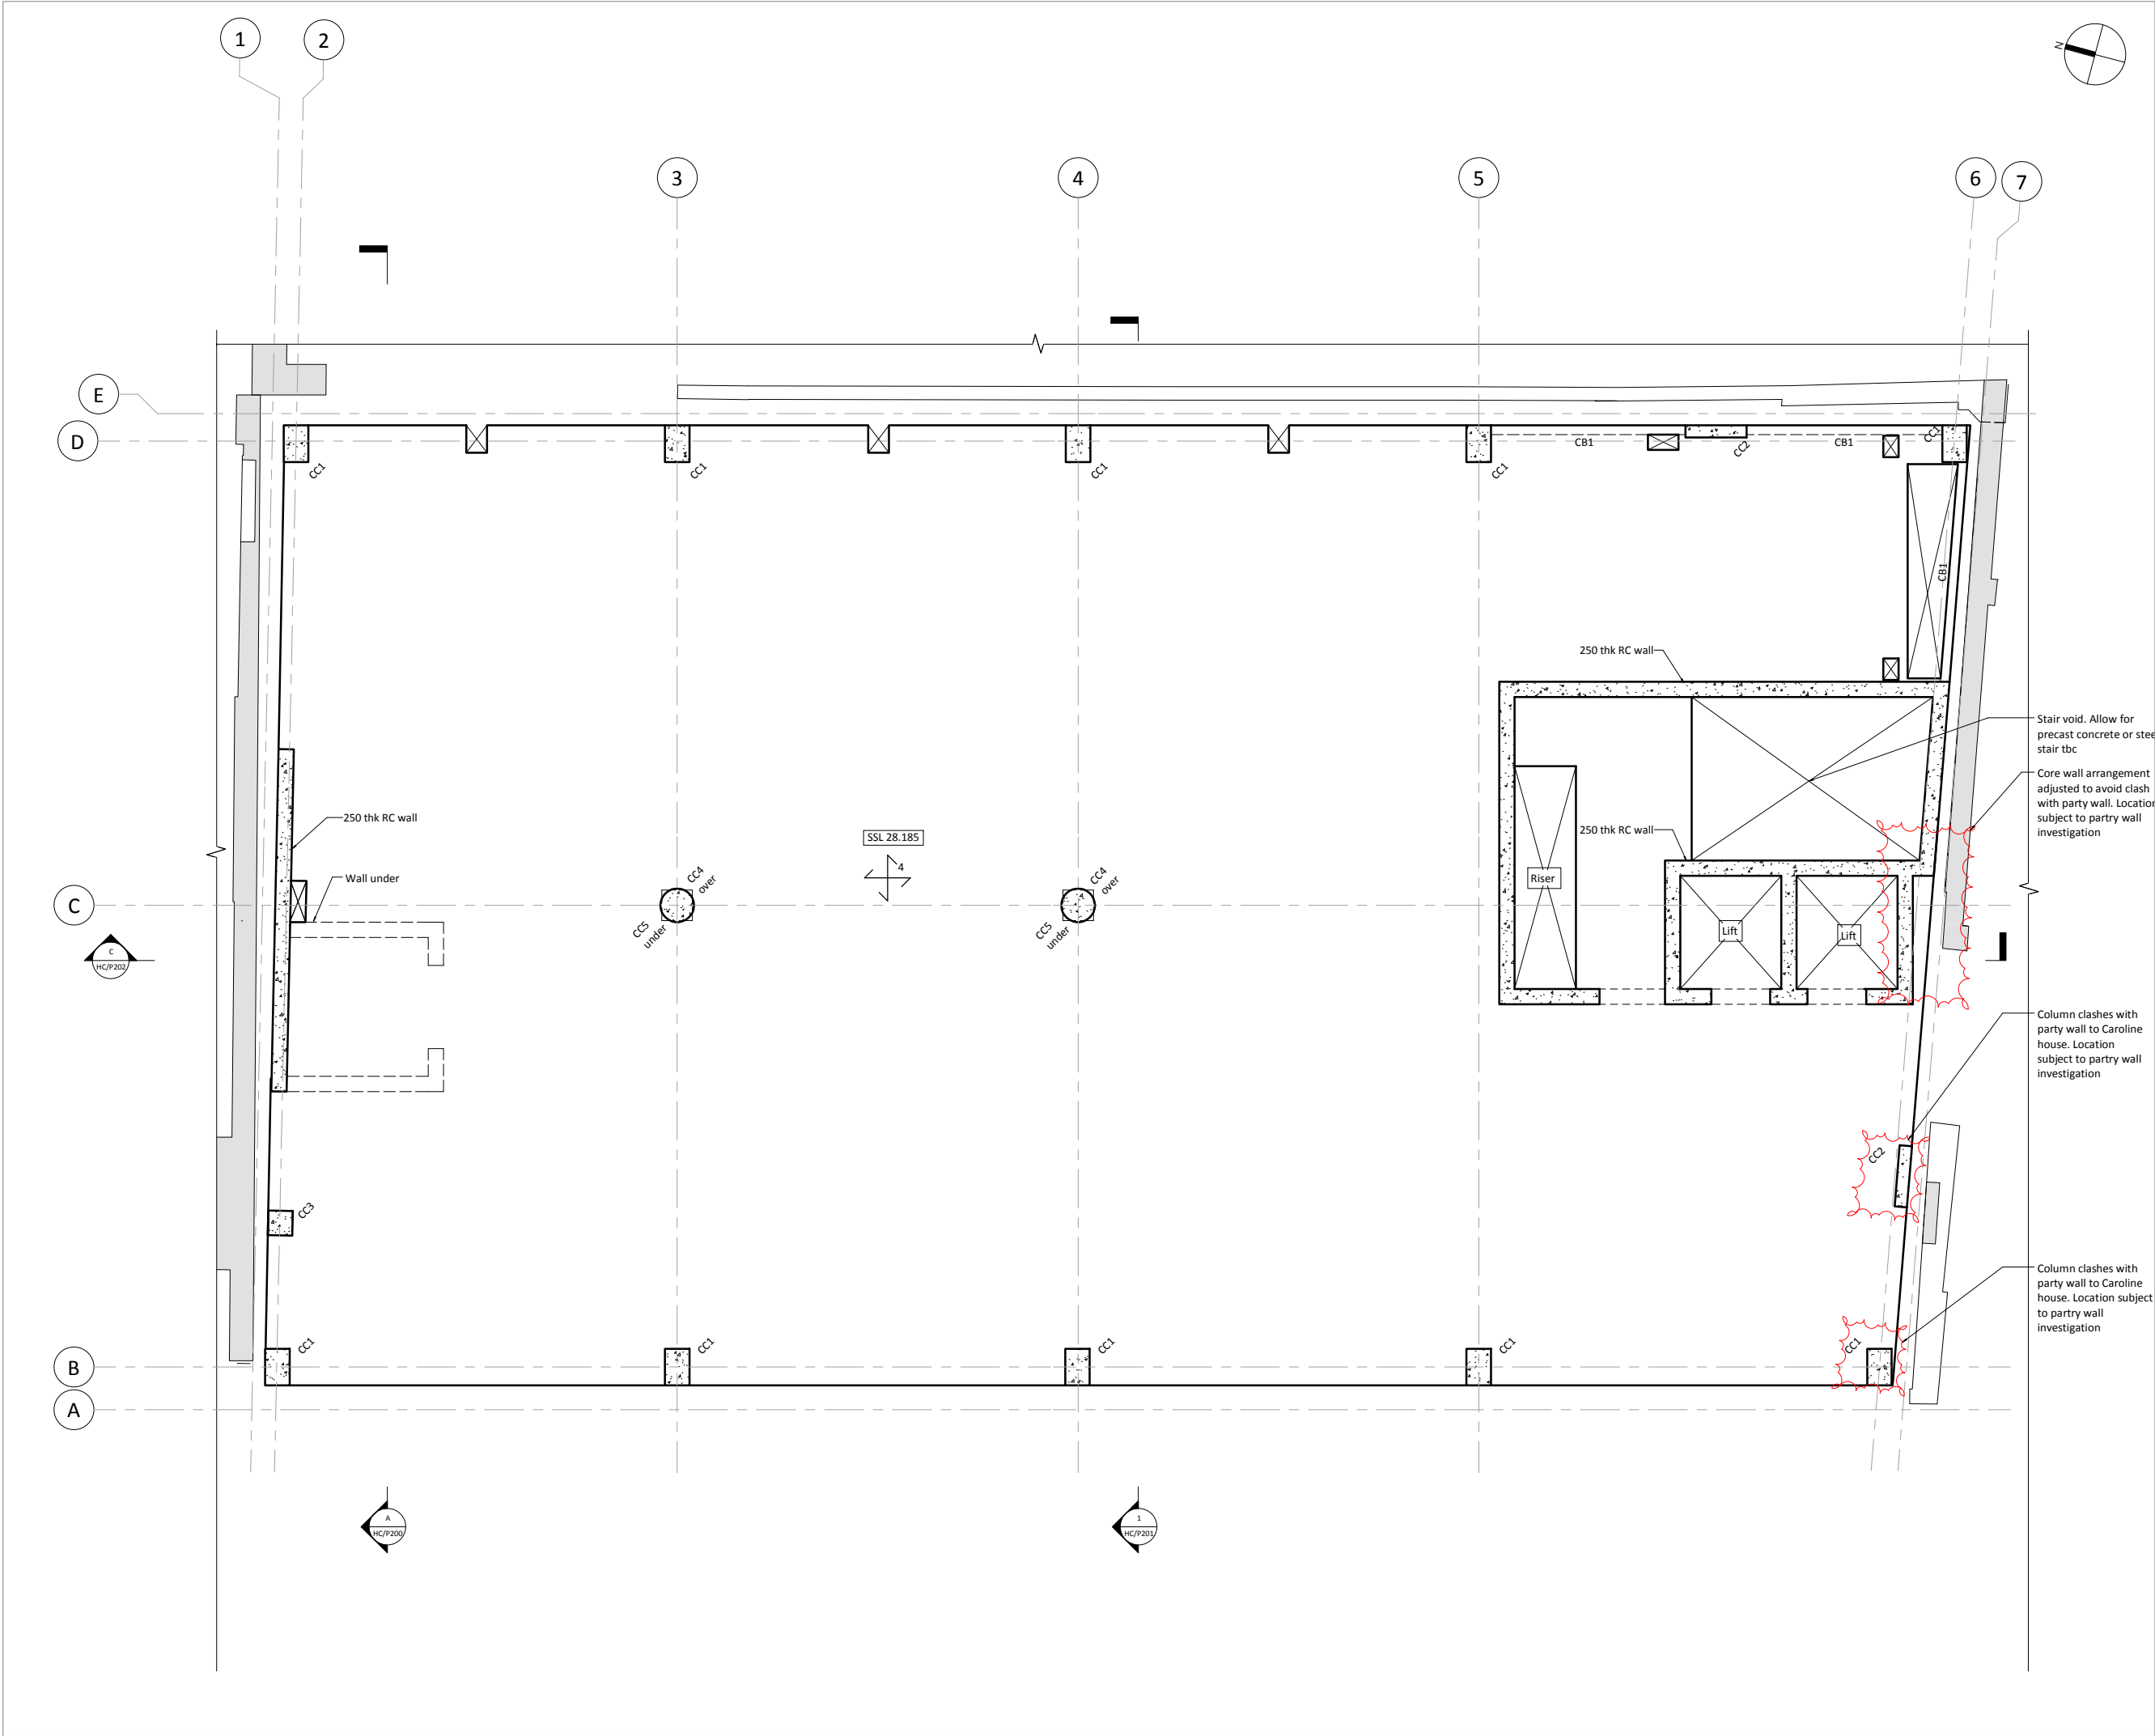 1
2
N
3
4
5
6
7
E
D
CB1
CC2
CB1
CC1
CC1
CC1
CC1
CC1
CB1
250 thk RC wall
Stair void. Allow for
precast concrete or stee
stair tbc
Core wall arrangement
adjusted to avoid clash
with party wall. Location
subject to partry wall
investigation
250 thk RC wall
SSL 28.185
4
250 thk RC wall
Wall under
Riser
CC4
over
CC4
over
C
CC5
under
CC5
under
Lift
Lift
C
HC/P202
Column clashes with
party wall to Caroline
house. Location
subject to partry wall
investigation
CC2
CC3
Column clashes with
party wall to Caroline
house. Location subject
to partry wall
investigation
CC1
CC1
CC1
CC1
CC1
B
A
A
HC/P200
1
HC/P201